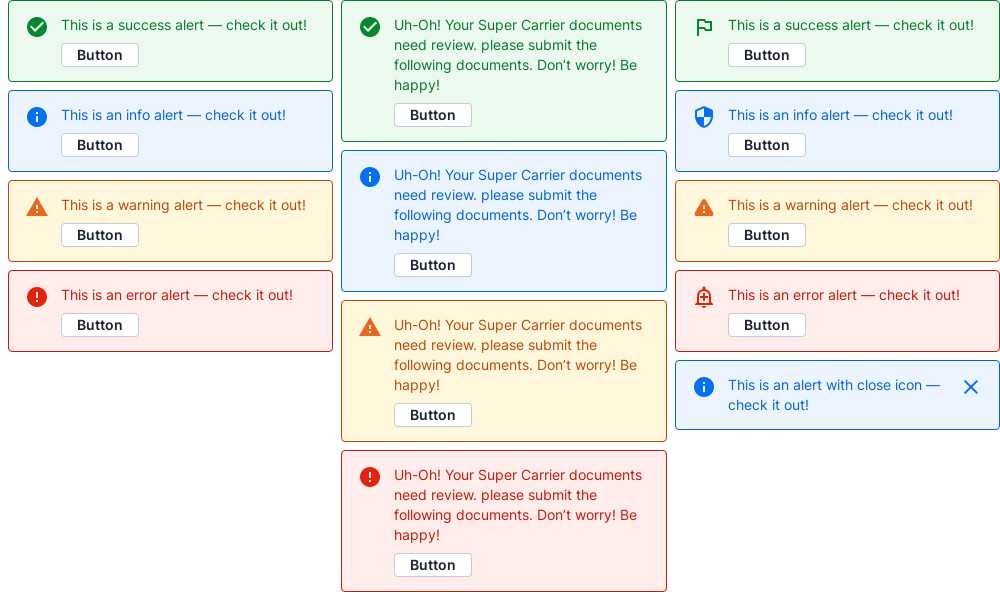 This is a success alert — check it out!
Button
This is an info alert — check it out!
Button
This is a warning alert — check it out!
Button
This is an error alert — check it out!
Button
Uh-Oh! Your Super Carrier documents
need review. please submit the
following documents. Don’t worry! Be
happy!
Button
Uh-Oh! Your Super Carrier documents
need review. please submit the
following documents. Don’t worry! Be
happy!
Button
Uh-Oh! Your Super Carrier documents
need review. please submit the
following documents. Don’t worry! Be
happy!
Button
Uh-Oh! Your Super Carrier documents
need review. please submit the
following documents. Don’t worry! Be
happy!
Button
This is a success alert — check it out!
Button
This is an info alert — check it out!
Button
This is a warning alert — check it out!
Button
This is an error alert — check it out!
Button
This is an alert with close icon —
check it out!